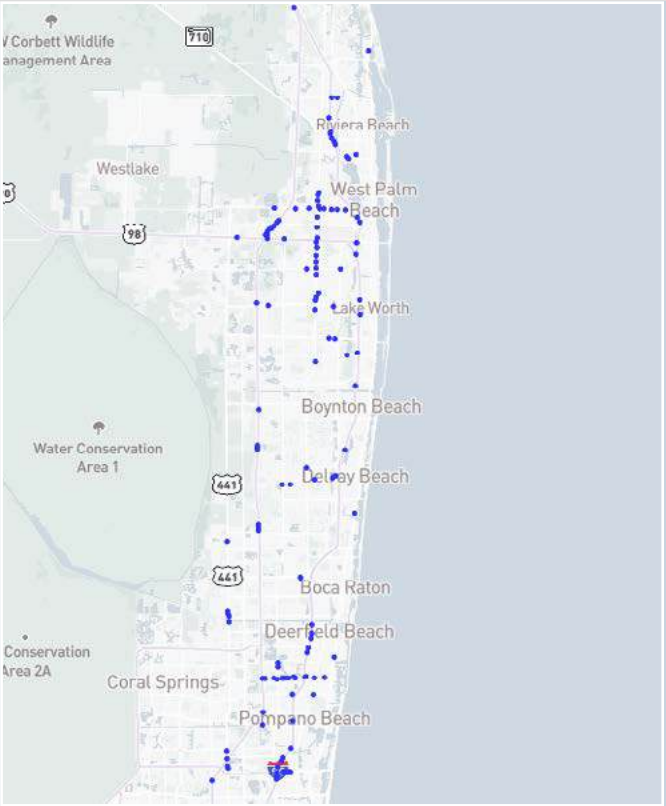 710
W Corbett Wildlife
anagement Area
Riviera Beach
Westlake
West Palm
Beach
98
Lake Worth
Boynton Beach
Water Conservation
Area 1
Delray Beach
441
441
Boca Raton
Deerfield Beach
Conservation
Area 2A
Coral Springs
Pompano Beach